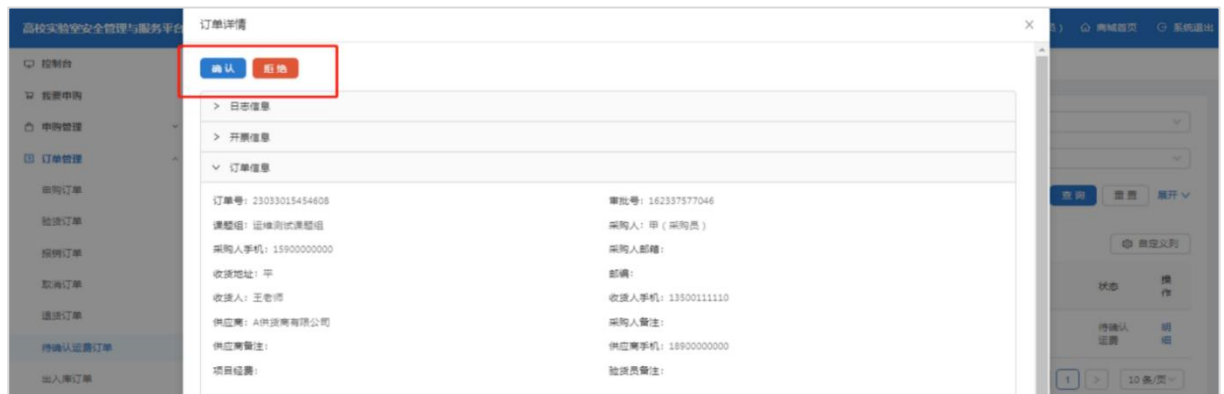 高校实验室安全管理与服务平台
订单详情
员）
商城首页
系统退出
控制台
我要申购
申购管理
订单管理
申购订单
验货订单
报销订单
取消订单
退货订单
待确认运费订单
出入库订单
确认
拒绝
> 日志信息
> 开票信息
订单信息
订单号：23033015454608
审批号：162337577046
课题组：运维测试课题组
采购人：甲（采购员）
采购人手机：15900000000
采购人邮箱：
收货地址：平
邮编：
收货人：王老师
收货人手机：13500111110
供应商：A供货商有限公司
采购人备注：
供应商备注：
供应商手机：18900000000
项目经费：
验货员备注：
查询
重置
展开
自定义列
状态
操作
待确认运费
明细
1
>
10 条/页